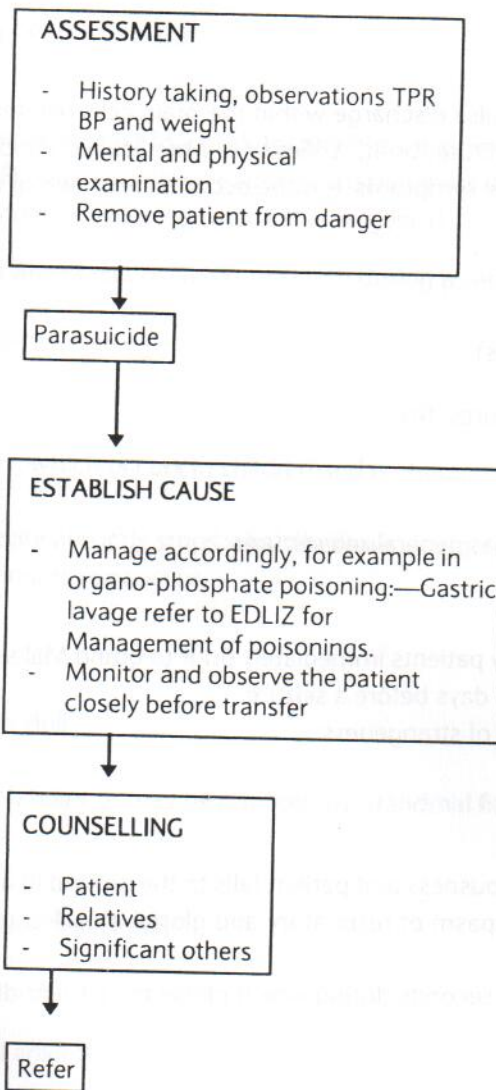 ASSESSMENT
- History taking, observations TPR
BP and weight
- Mental and physical
examination
- Remove patient from danger
Parasuicide
ESTABLISH CAUSE
- Manage accordingly, for example in
organo-phosphate poisoning:—Gastric
lavage refer to EDLIZ for
Management of poisonings.
- Monitor and observe the patient
closely before transfer
COUNSELLING
- Patient
- Relatives
- Significant others
Refer